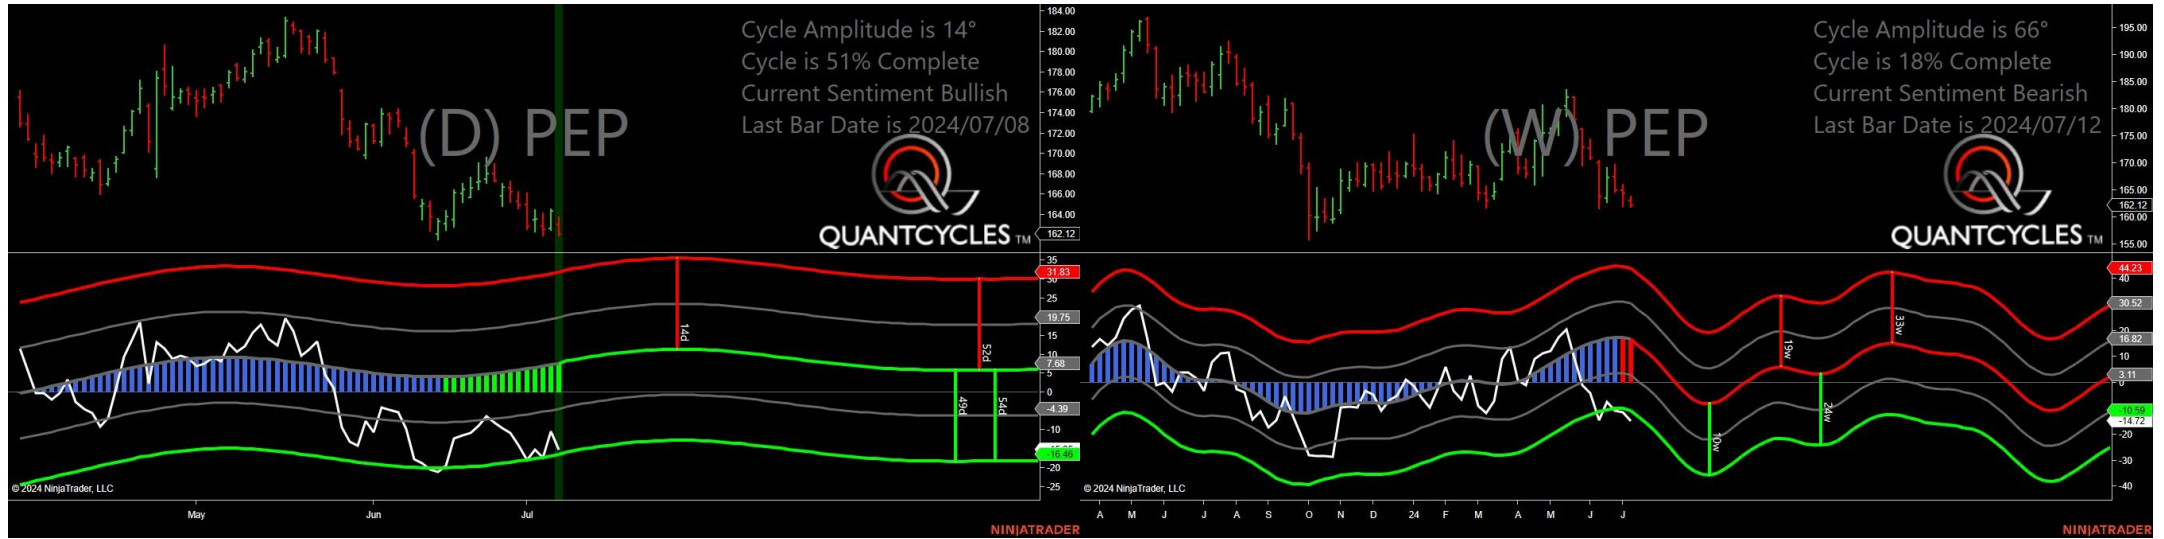 Cycle Amplitude is 14°
Cycle is 51% Complete
Current Sentiment Bullish
Last Bar Date is 2024/07/08
(D) PEP
QUANTCYCLES TM
184.00
182.00
180.00
178.00
176.00
174.00
172.00
170.00
168.00
166.00
164.00
162.12
35
31.83
30
25
19.75
15
10
7.68
5
0
-4.39
-10
-16.46
-20
-25
14d
52d
49d
54d
© 2024 NinjaTrader, LLC
May Jun Jul
NINJATRADER
Cycle Amplitude is 66°
Cycle is 18% Complete
Current Sentiment Bearish
Last Bar Date is 2024/07/12
(W) PEP
QUANTCYCLES TM
195.00
190.00
185.00
180.00
175.00
170.00
165.00
162.12
160.00
155.00
44.23
40
30.52
20
16.82
10
3.11
0
-10.59
-14.72
-20
-30
-40
19w
33w
10w
24w
© 2024 NinjaTrader, LLC
A M J J A S O N D 24 F M A M J J
NINJATRADER